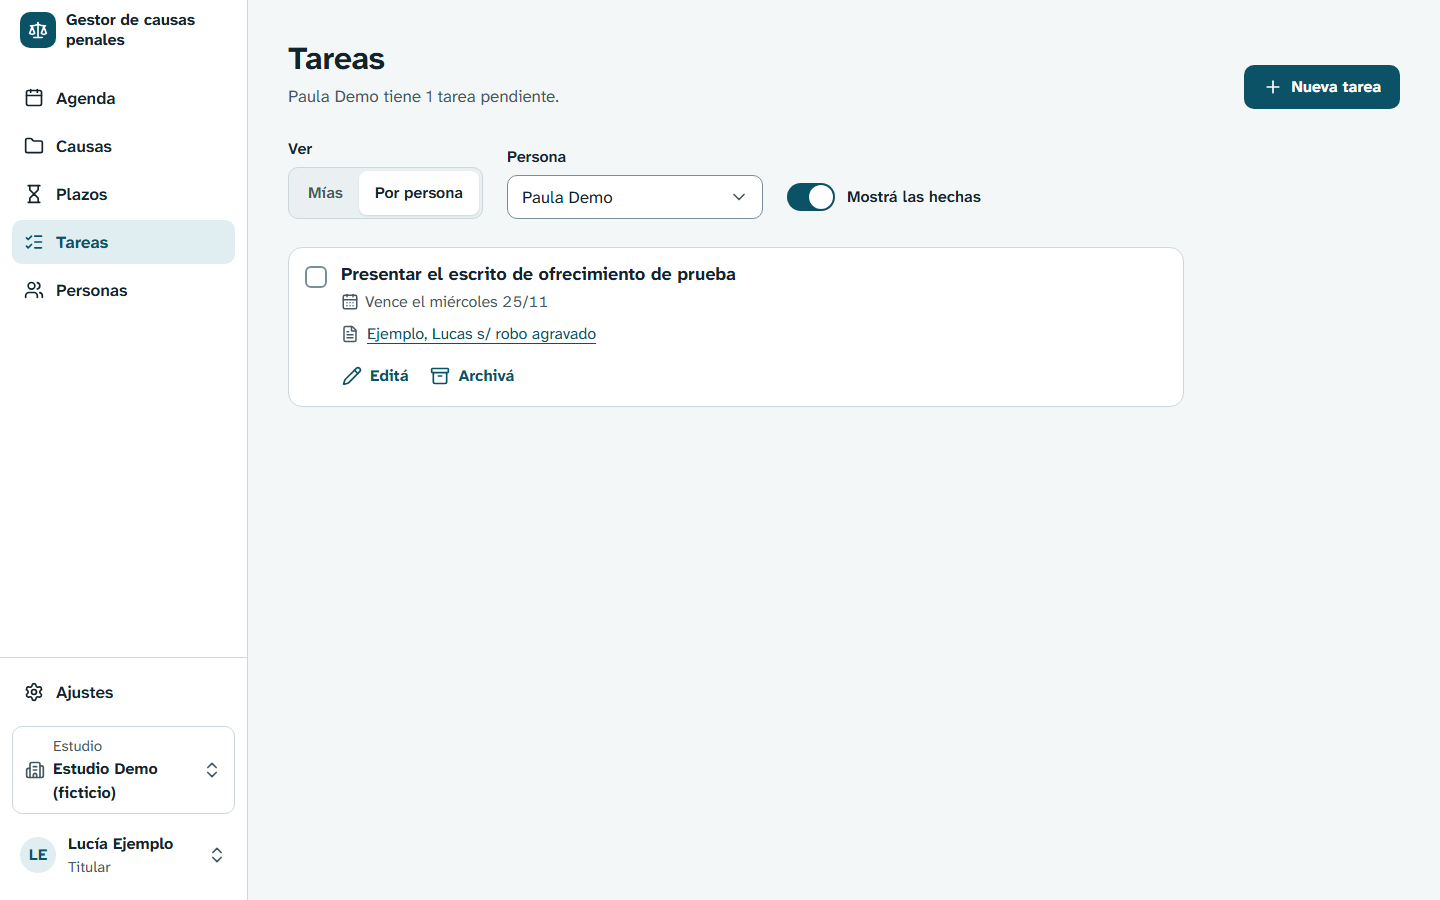 Gestor de causas
penales
Agenda
Causas
Plazos
Tareas
Personas
Ajustes
Estudio
Estudio Demo
(ficticio)
LE
Lucía Ejemplo
Titular
Tareas
Paula Demo tiene 1 tarea pendiente.
Nueva tarea
Ver
Mías
Por persona
Persona
Paula Demo
Mostrá las hechas
Presentar el escrito de ofrecimiento de prueba
Vence el miércoles 25/11
Ejemplo, Lucas s/ robo agravado
Editá
Archivá